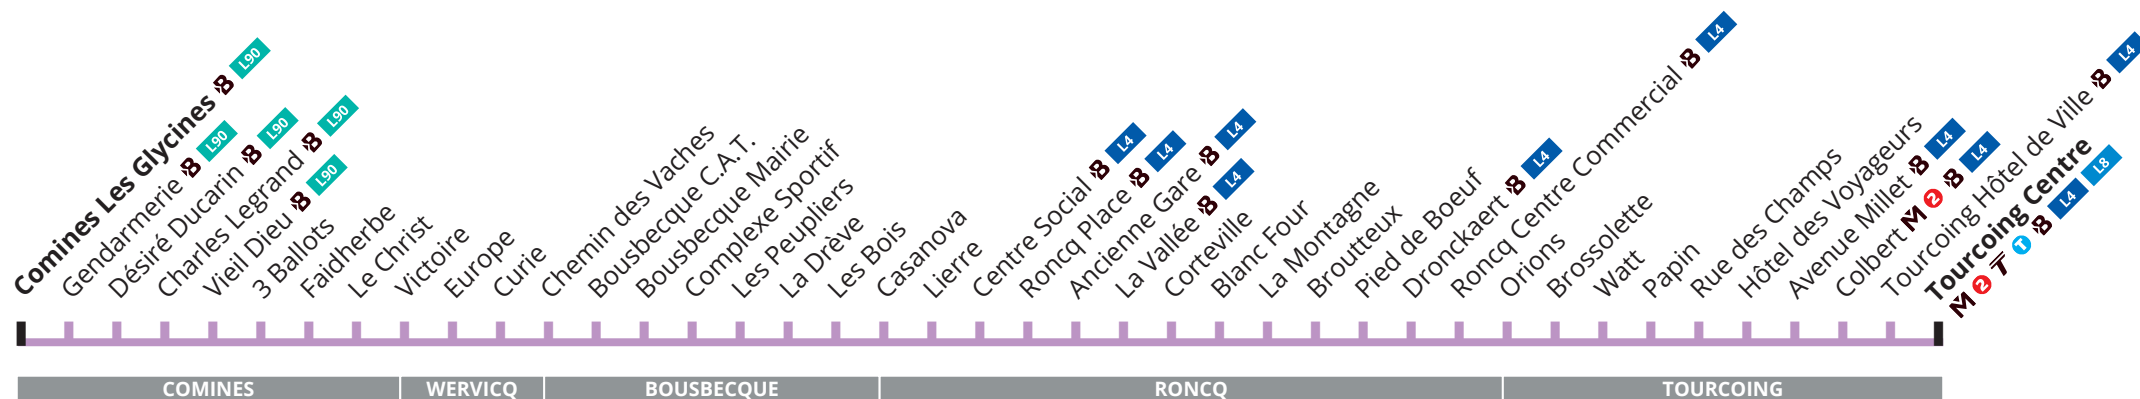 Comines Les Glycines B L90
Gendarmerie B L90
Désiré Ducarin B L90
Charles Legrand B L90
Vieil Dieu B L90
3 Ballots
Faidherbe
Le Christ
Victoire
Europe
Curie
Chemin des Vaches
Bousbecque C.A.T.
Bousbecque Mairie
Complexe Sportif
Les Peupliers
La Drève
Les Bois
Casanova
Lierre
Centre Social B L4
Roncq Place B L4
Ancienne Gare B L4
La Vallée B L4
Corteville
Blanc Four
La Montagne
Broutteux
Pied de Boeuf
Dronckaert B L4
Roncq Centre Commercial B L4
Orions
Brossolette
Watt
Papin
Rue des Champs
Hôtel des Voyageurs
Avenue Millet B L4
Colbert M 2 B L4
Tourcoing Hôtel de Ville B L4
Tourcoing Centre
M 2 T T B L4 L8
COMINES
WERVICQ
BOUSBECQUE
RONCQ
TOURCOING